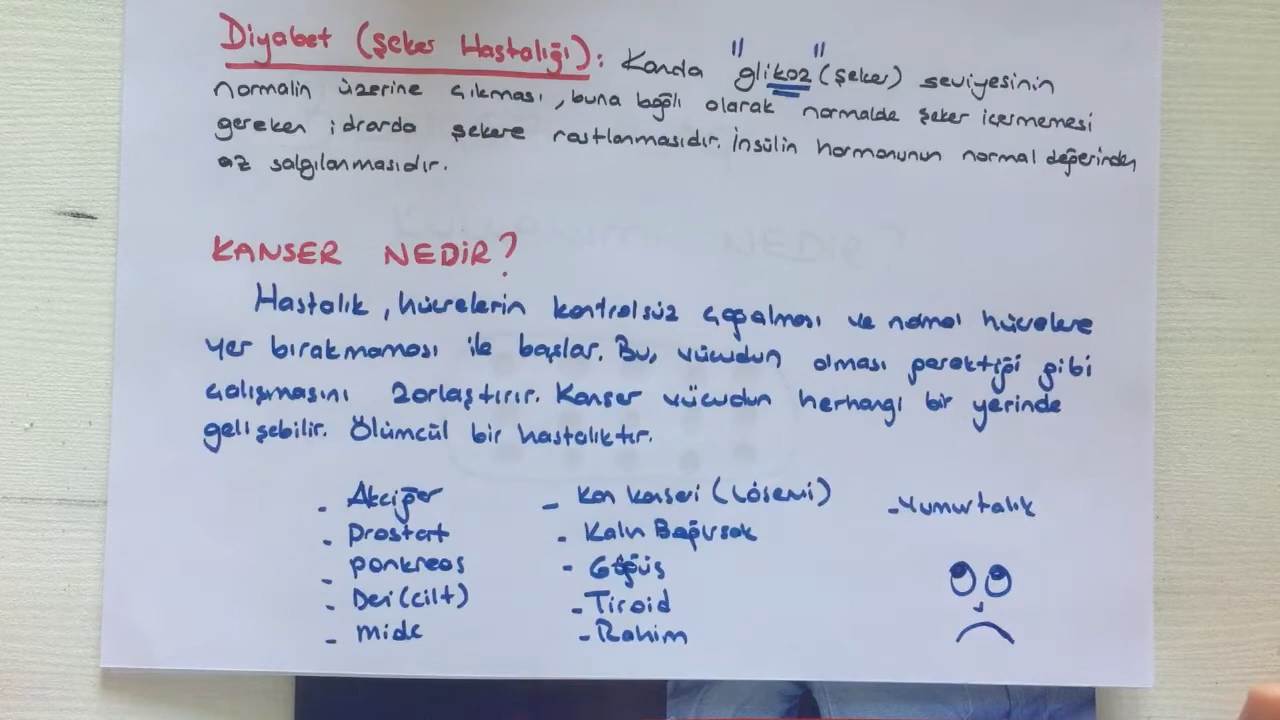 Diyabet (Şeker Hastalığı): Kanda "glikoz" (şeker) seviyesinin
normalin üzerine çıkması, buna bağlı olarak normalde şeker içermemesi
gereken idrarda şekere rastlanmasıdır. İnsülin hormonunun normal değerinden
az salgılanmasıdır.
KANSER NEDİR?
Hastalık, hücrelerin kontrolsüz çoğalması ve normal hücrelere
yer bırakmaması ile başlar. Bu, vücudun olması gerektiği gibi
çalışmasını zorlaştırır. Kanser vücudun herhangi bir yerinde
gelişebilir. Ölümcül bir hastalıktır.
- Akciğer
- Prostat
- pankreas
- Deri (cilt)
- mide
- Kan kanseri (Lösemi)
- Kalın Bağırsak
- Göğüs
- Tiroid
- Rahim
- Yumurtalık